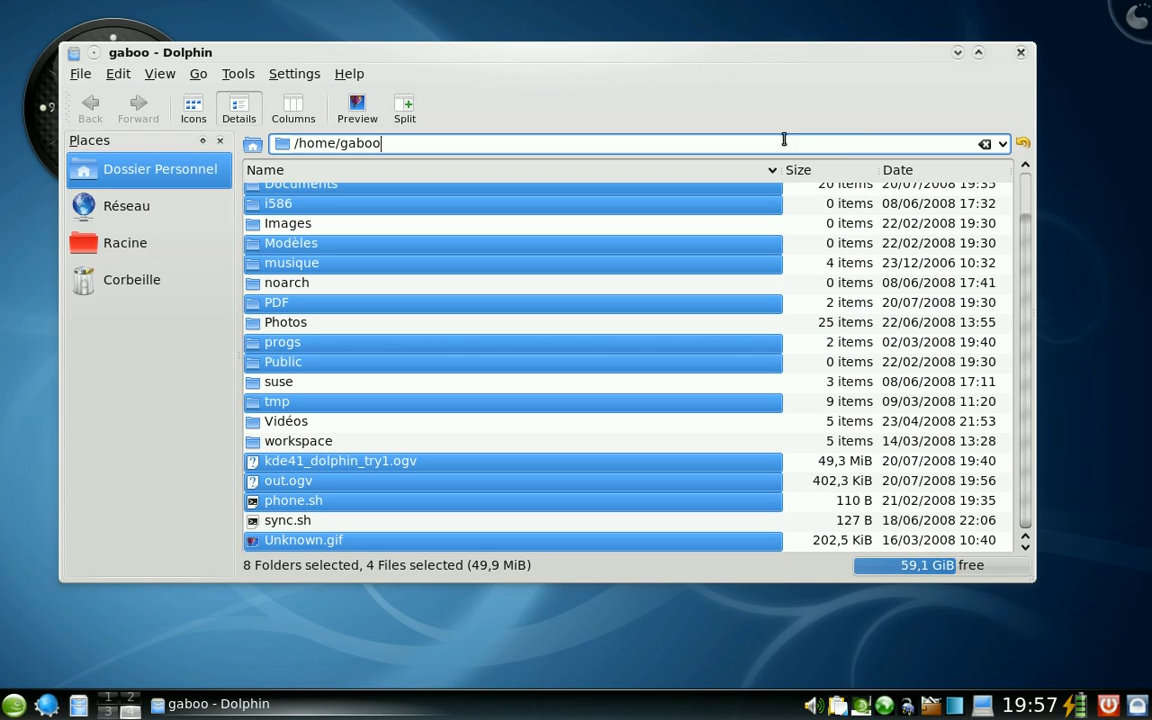 gaboo - Dolphin
File Edit View Go Tools Settings Help
Back Forward Icons Details Columns Preview Split
Places
/home/gaboo
Dossier Personnel
Réseau
Racine
Corbeille
Name Size Date
Documents 20 items 20/07/2008 19:35
i586 0 items 08/06/2008 17:32
Images 0 items 22/02/2008 19:30
Modèles 0 items 22/02/2008 19:30
musique 4 items 23/12/2006 10:32
noarch 0 items 08/06/2008 17:41
PDF 2 items 20/07/2008 19:30
Photos 25 items 22/06/2008 13:55
progs 2 items 02/03/2008 19:40
Public 0 items 22/02/2008 19:30
suse 3 items 08/06/2008 17:11
tmp 9 items 09/03/2008 11:20
Vidéos 5 items 23/04/2008 21:53
workspace 5 items 14/03/2008 13:28
kde41_dolphin_try1.ogv 49,3 MiB 20/07/2008 19:40
out.ogv 402,3 KiB 20/07/2008 19:56
phone.sh 110 B 21/02/2008 19:35
sync.sh 127 B 18/06/2008 22:06
Unknown.gif 202,5 KiB 16/03/2008 10:40
8 Folders selected, 4 Files selected (49,9 MiB) 59,1 GiB free
1 2
3 4
gaboo - Dolphin
19:57
9